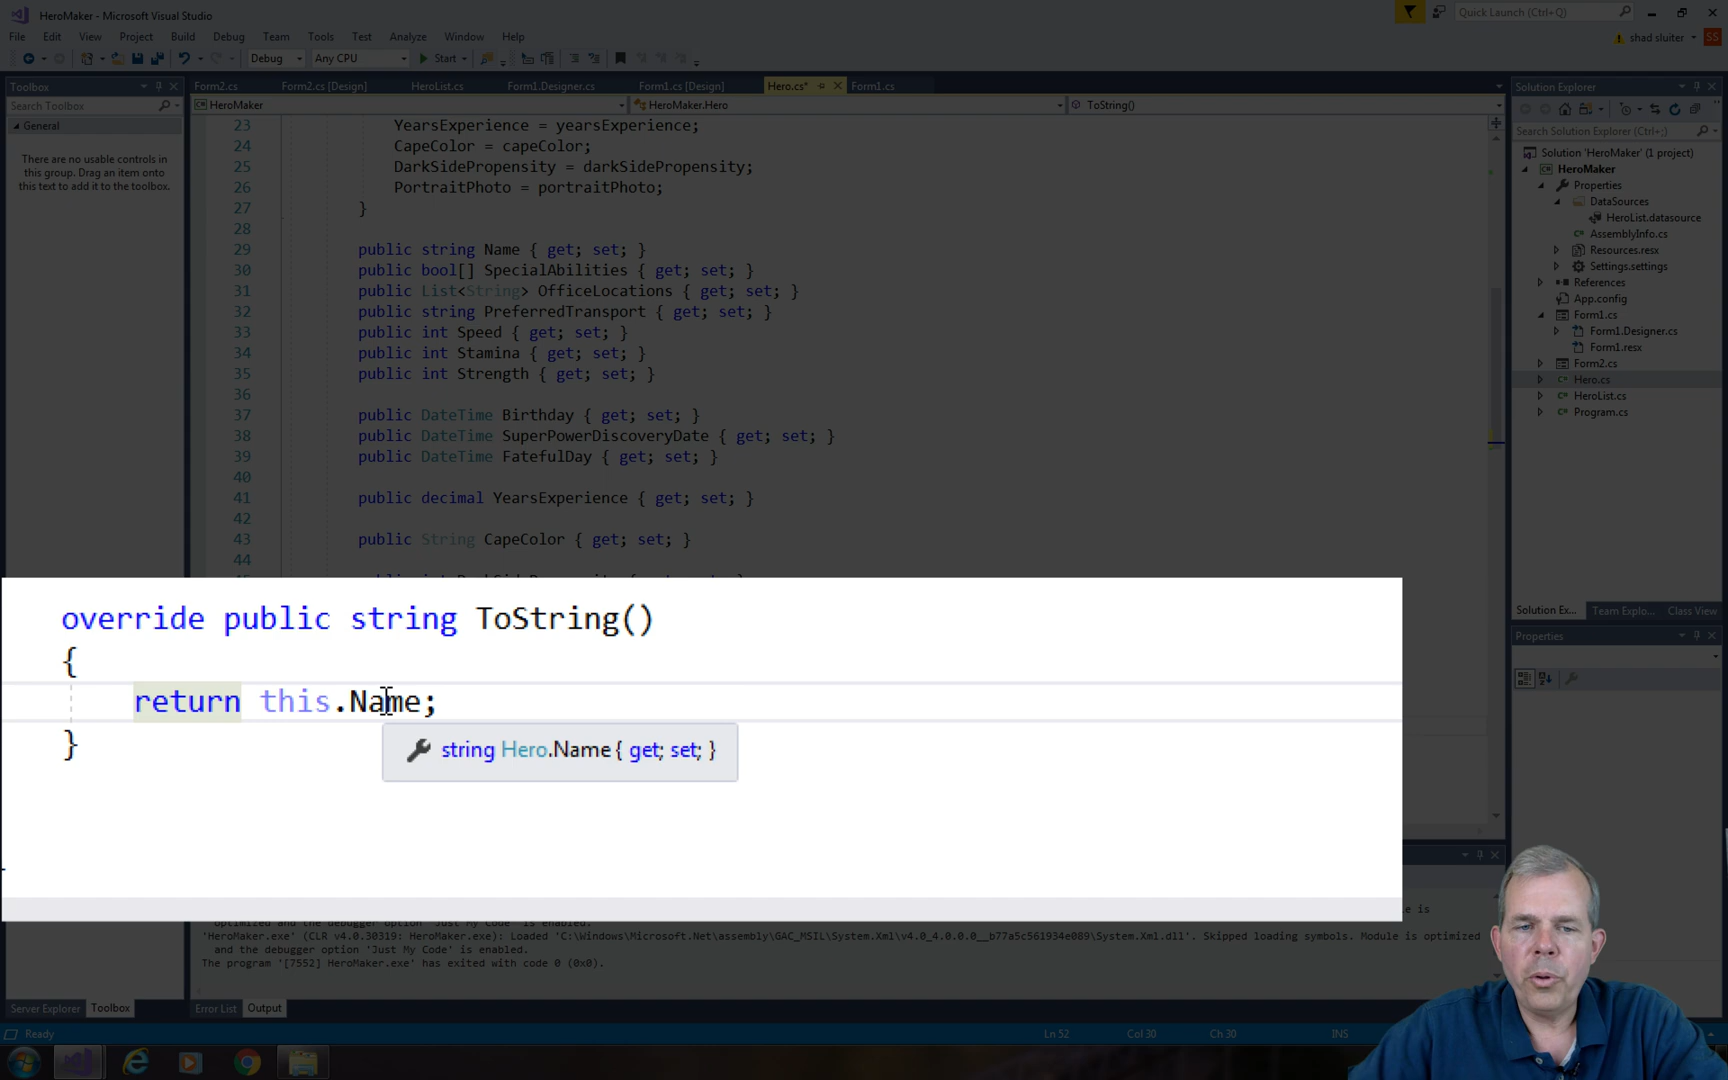 HeroMaker - Microsoft Visual Studio
Quick Launch (Ctrl+Q)
File Edit View Project Build Debug Team Tools Test Analyze Window Help
shad sluiter SS
Debug Any CPU Start
Toolbox
Search Toolbox
General
There are no usable controls in
this group. Drag an item onto
this text to add it to the toolbox.
Form2.cs Form2.cs [Design] HeroList.cs Form1.Designer.cs Form1.cs [Design] Hero.cs* Form1.cs
HeroMaker HeroMaker.Hero ToString()
23 YearsExperience = yearsExperience;
24 CapeColor = capeColor;
25 DarkSidePropensity = darkSidePropensity;
26 PortraitPhoto = portraitPhoto;
27 }
28
29 public string Name { get; set; }
30 public bool[] SpecialAbilities { get; set; }
31 public List<String> OfficeLocations { get; set; }
32 public string PreferredTransport { get; set; }
33 public int Speed { get; set; }
34 public int Stamina { get; set; }
35 public int Strength { get; set; }
36
37 public DateTime Birthday { get; set; }
38 public DateTime SuperPowerDiscoveryDate { get; set; }
39 public DateTime FatefulDay { get; set; }
40
41 public decimal YearsExperience { get; set; }
42
43 public String CapeColor { get; set; }
44
override public string ToString()
{
return this.Name;
}
string Hero.Name { get; set; }
Solution Explorer
Search Solution Explorer (Ctrl+;)
Solution 'HeroMaker' (1 project)
HeroMaker
Properties
DataSources
HeroList.datasource
AssemblyInfo.cs
Resources.resx
Settings.settings
References
App.config
Form1.cs
Form1.Designer.cs
Form1.resx
Form2.cs
Hero.cs
HeroList.cs
Program.cs
Solution Ex... Team Explo... Class View
Properties
optimized and the debugger option 'Just My Code' is enabled.
'HeroMaker.exe' (CLR v4.0.30319: HeroMaker.exe): Loaded 'C:\Windows\Microsoft.Net\assembly\GAC_MSIL\System.Xml\v4.0_4.0.0.0__b77a5c561934e089\System.Xml.dll'. Skipped loading symbols. Module is optimized
and the debugger option 'Just My Code' is enabled.
The program '[7552] HeroMaker.exe' has exited with code 0 (0x0).
Server Explorer Toolbox Error List Output
Ready Ln 52 Col 30 Ch 30 INS